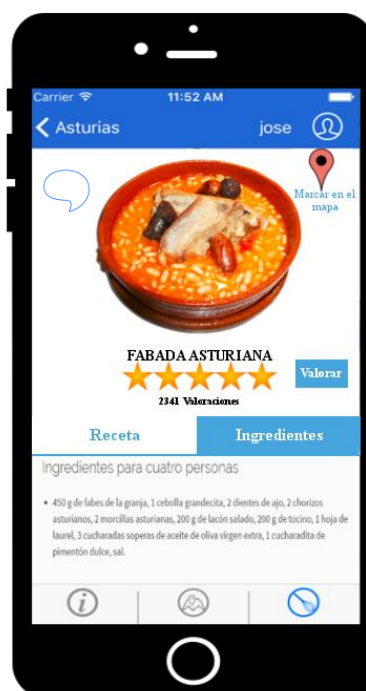 Carrier 11:52 AM
Asturias jose
Marcar en el
mapa
FABADA ASTURIANA
Valorar
2341 Valoraciones
Receta Ingredientes
Ingredientes para cuatro personas
• 450 g de fabes de la granja, 1 cebolla grandecita, 2 dientes de ajo, 2 chorizos
asturianos, 2 morcillas asturianas, 200 g de lacón salado, 200 g de tocino, 1 hoja de
laurel, 3 cucharadas soperas de aceite de oliva virgen extra, 1 cucharadita de
pimentón dulce, sal.